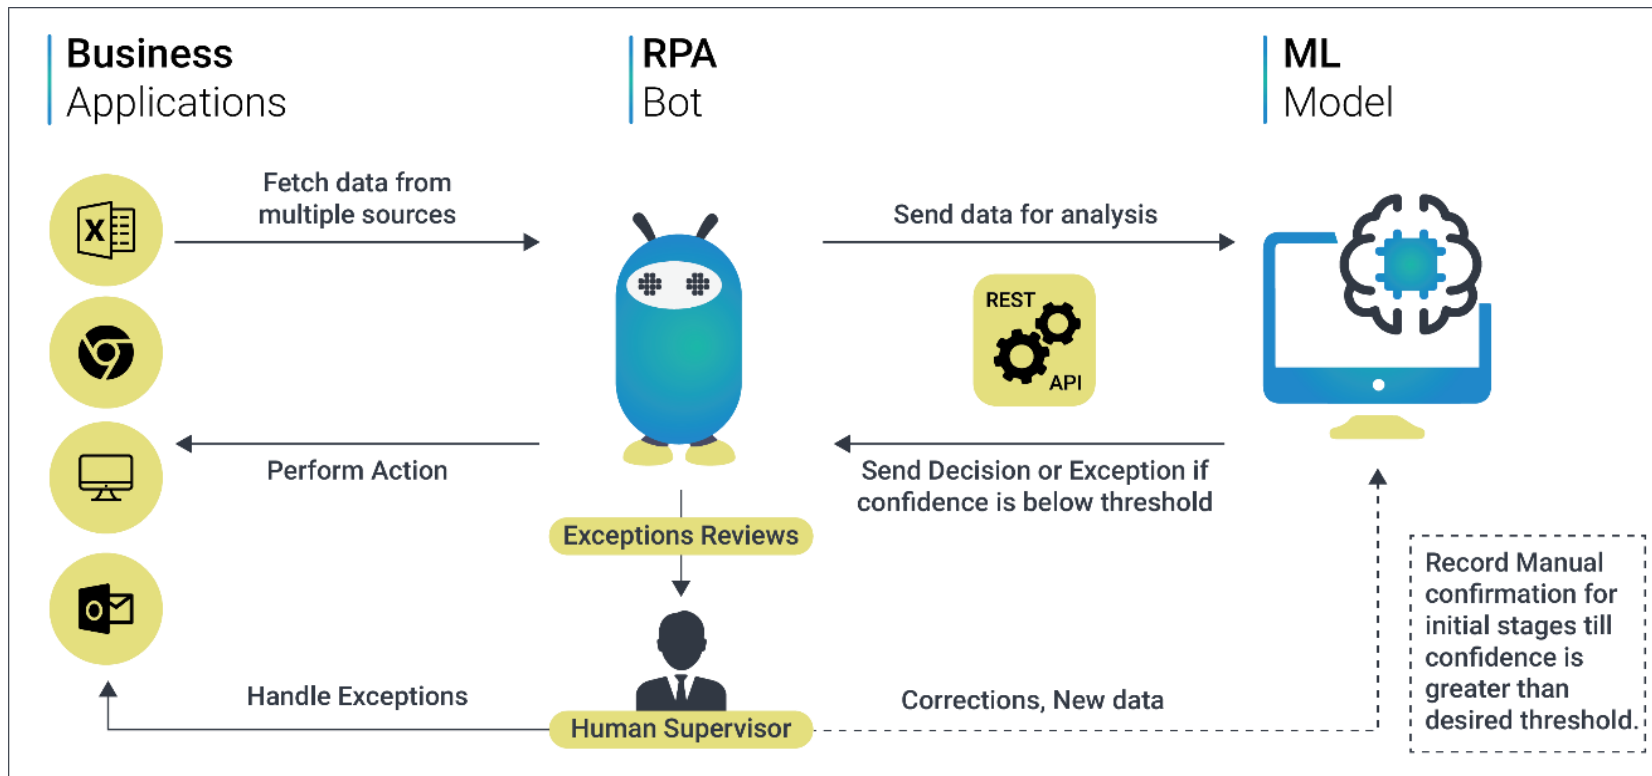 Business
Applications
RPA
Bot
ML
Model
Fetch data from
multiple sources
Send data for analysis
X
REST
API
Perform Action
Send Decision or Exception if
confidence is below threshold
Exceptions Reviews
O
Record Manual
confirmation for
initial stages till
confidence is
greater than
desired threshold.
Handle Exceptions
Corrections, New data
Human Supervisor